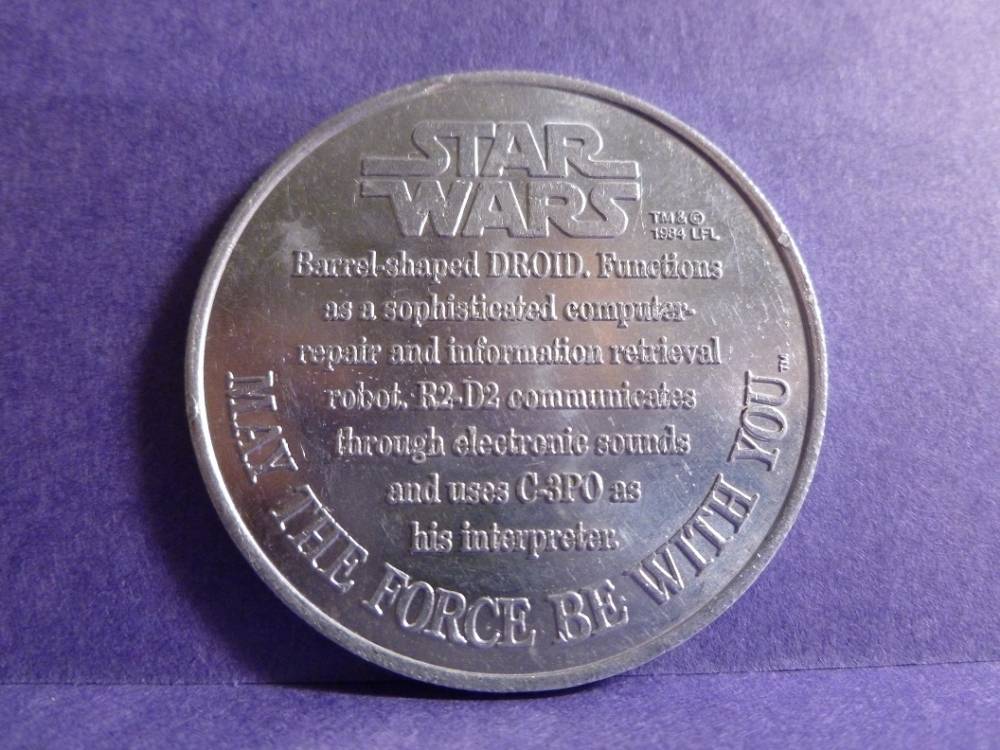 STAR
WARS
TM & ©
1984 LFL
Barrel-shaped DROID. Functions
as a sophisticated computer-
repair and information retrieval
robot. R2-D2 communicates
through electronic sounds
and uses C-3PO as
his interpreter.
MAY THE FORCE BE WITH YOU™